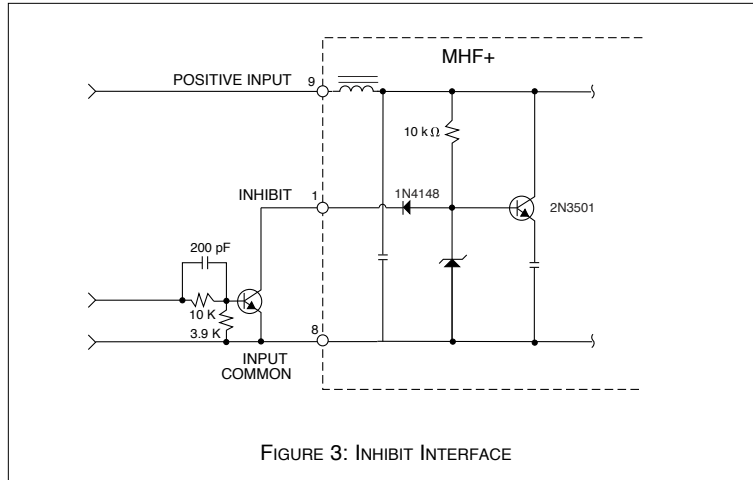 MHF+
POSITIVE INPUT
9
10 kΩ
1N4148
INHIBIT
1
2N3501
200 pF
10 K
3.9 K
8
INPUT
COMMON
FIGURE 3: INHIBIT INTERFACE